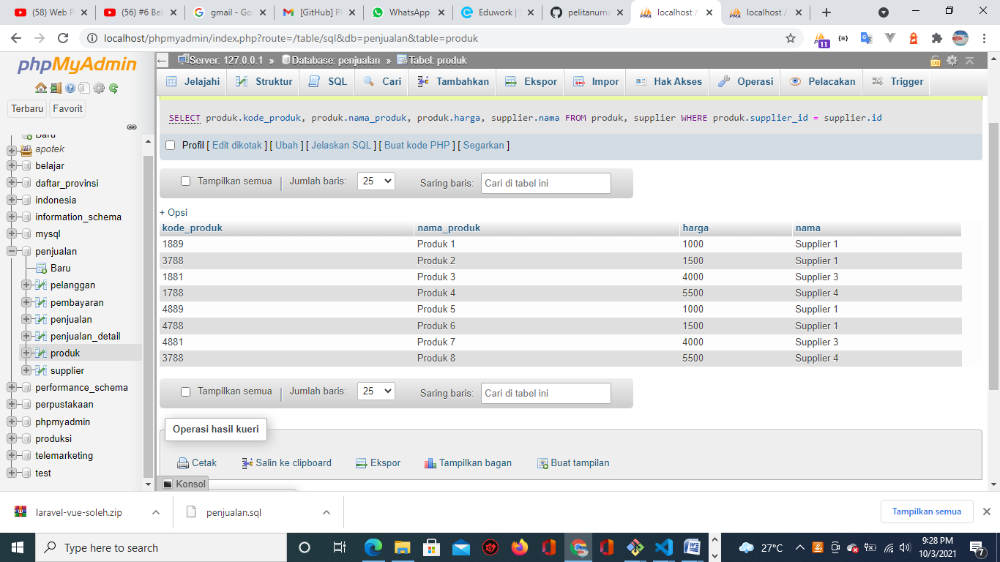 (58) Web P
(56) #6 Bel
gmail - Go
[GitHub] Pl
WhatsApp
Eduwork |
pelitanurna
localhost /
localhost /
localhost/phpmyadmin/index.php?route=/table/sql&db=penjualan&table=produk
11
phpMyAdmin
Terbaru Favorit
Baru
apotek
belajar
daftar_provinsi
indonesia
information_schema
mysql
penjualan
Baru
pelanggan
pembayaran
penjualan
penjualan_detail
produk
supplier
performance_schema
perpustakaan
phpmyadmin
produksi
telemarketing
test
Server: 127.0.0.1 » Database: penjualan » Tabel: produk
Jelajahi Struktur SQL Cari Tambahkan Ekspor Impor Hak Akses Operasi Pelacakan Trigger
SELECT produk.kode_produk, produk.nama_produk, produk.harga, supplier.nama FROM produk, supplier WHERE produk.supplier_id = supplier.id
Profil [ Edit dikotak ] [ Ubah ] [ Jelaskan SQL ] [ Buat kode PHP ] [ Segarkan ]
Tampilkan semua Jumlah baris: 25 Saring baris: Cari di tabel ini
+ Opsi
kode_produk nama_produk harga nama
1889 Produk 1 1000 Supplier 1
3788 Produk 2 1500 Supplier 1
1881 Produk 3 4000 Supplier 3
1788 Produk 4 5500 Supplier 4
4889 Produk 5 1000 Supplier 1
4788 Produk 6 1500 Supplier 1
4881 Produk 7 4000 Supplier 3
3788 Produk 8 5500 Supplier 4
Tampilkan semua Jumlah baris: 25 Saring baris: Cari di tabel ini
Operasi hasil kueri
Cetak Salin ke clipboard Ekspor Tampilkan bagan Buat tampilan
Konsol
laravel-vue-soleh.zip
penjualan.sql
Tampilkan semua
Type here to search
27°C
9:28 PM
10/3/2021
7